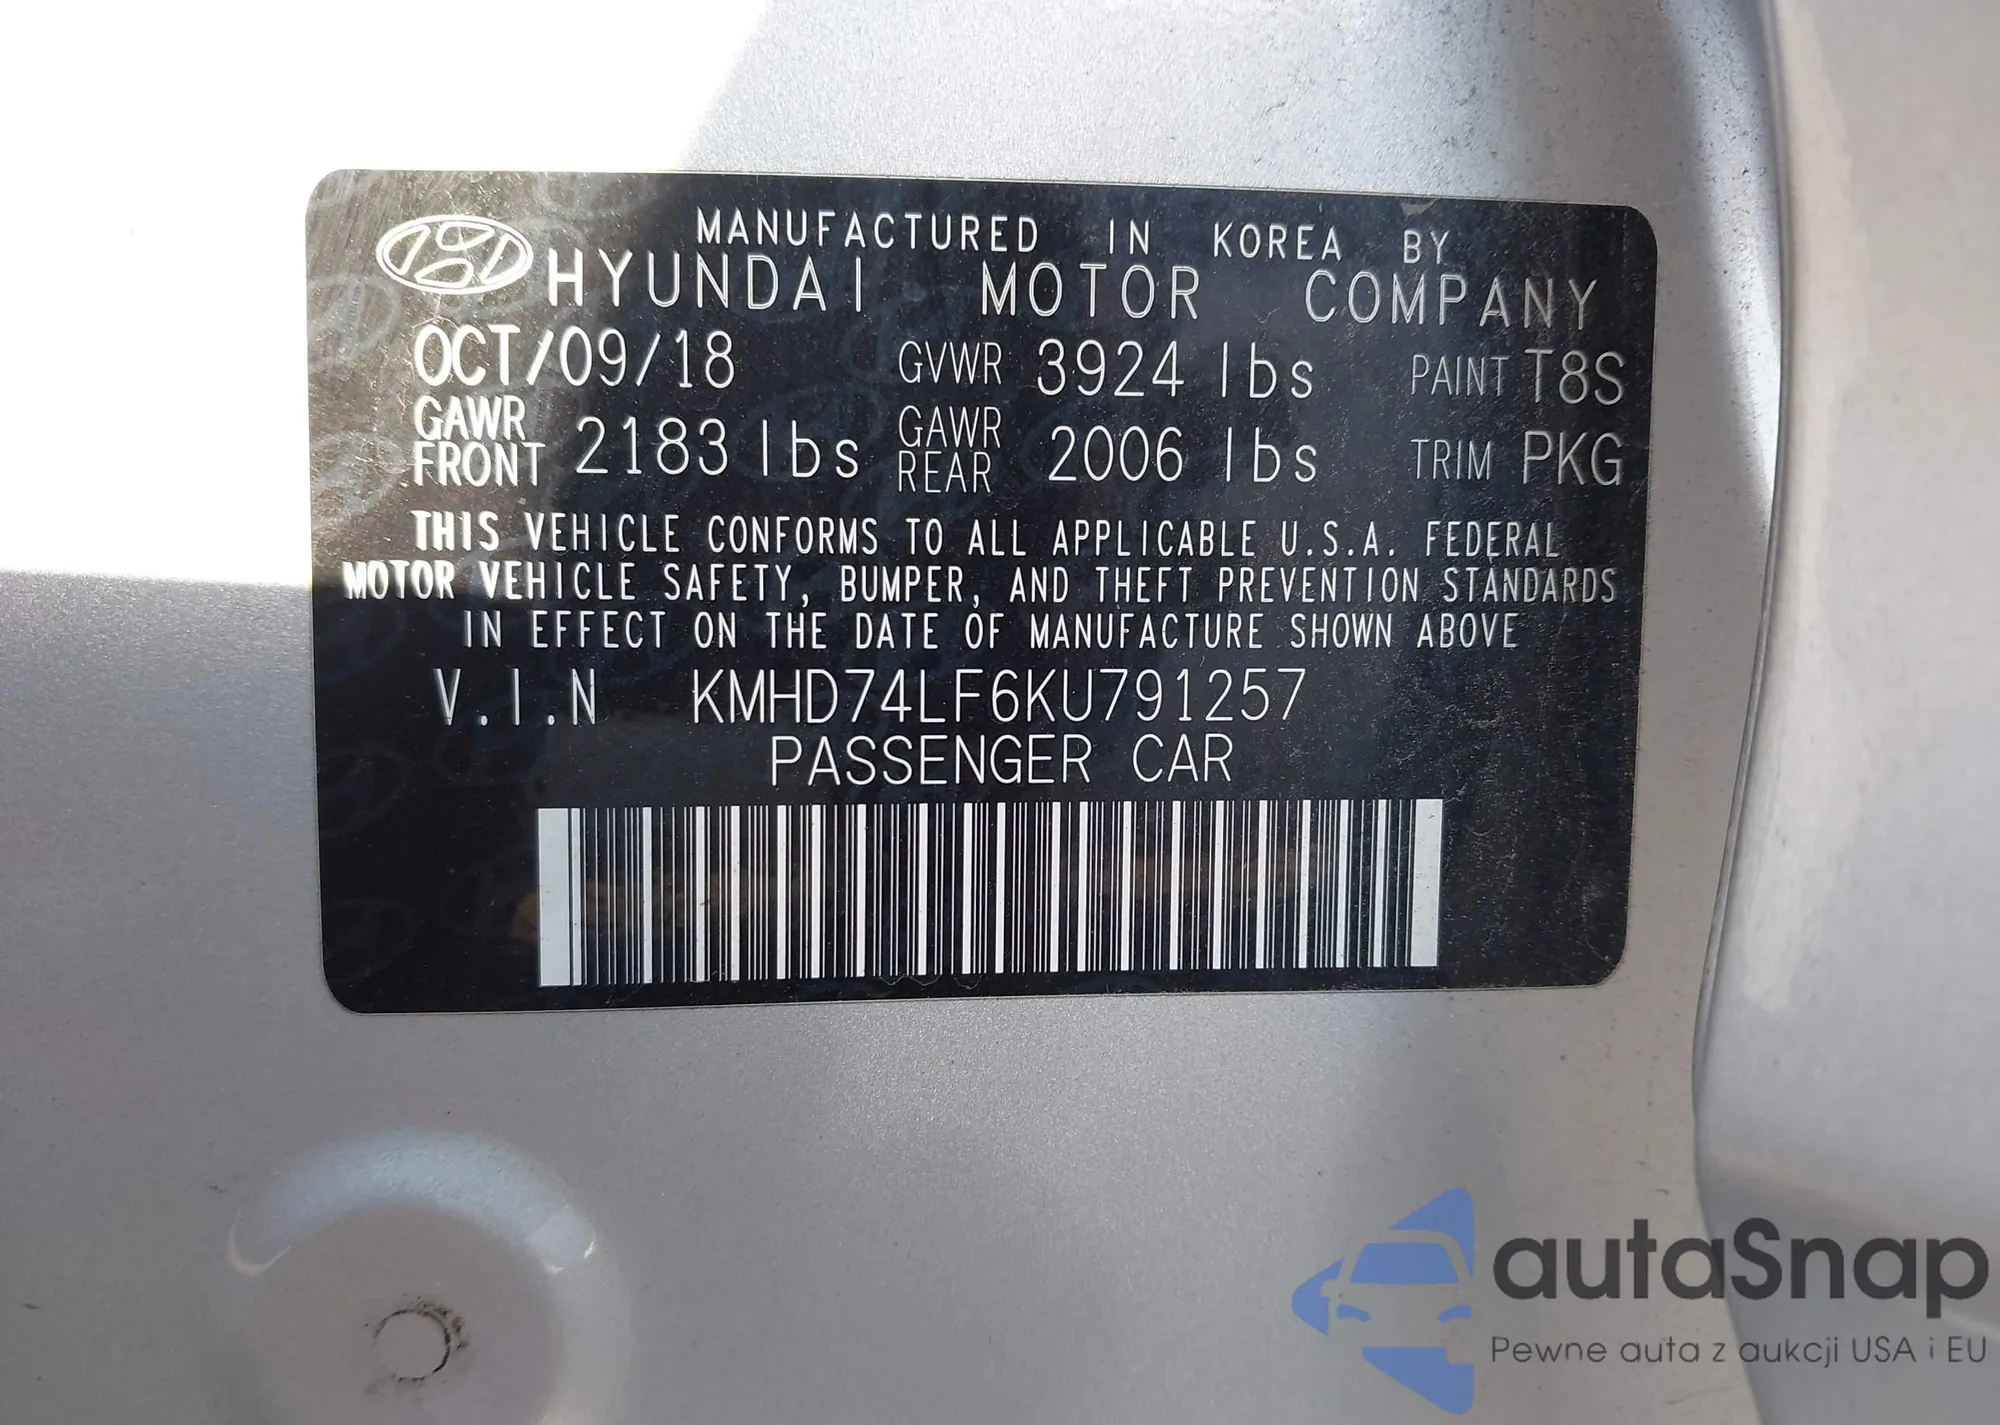 MANUFACTURED IN KOREA BY
HYUNDAI MOTOR COMPANY
OCT/09/18 GVWR 3924 lbs PAINT T8S
GAWR FRONT 2183 lbs GAWR REAR 2006 lbs TRIM PKG
THIS VEHICLE CONFORMS TO ALL APPLICABLE U.S.A. FEDERAL
MOTOR VEHICLE SAFETY, BUMPER, AND THEFT PREVENTION STANDARDS
IN EFFECT ON THE DATE OF MANUFACTURE SHOWN ABOVE
V.I.N KMHD74LF6KU791257
PASSENGER CAR
autaSnap
Pewne auta z aukcji USA i EU